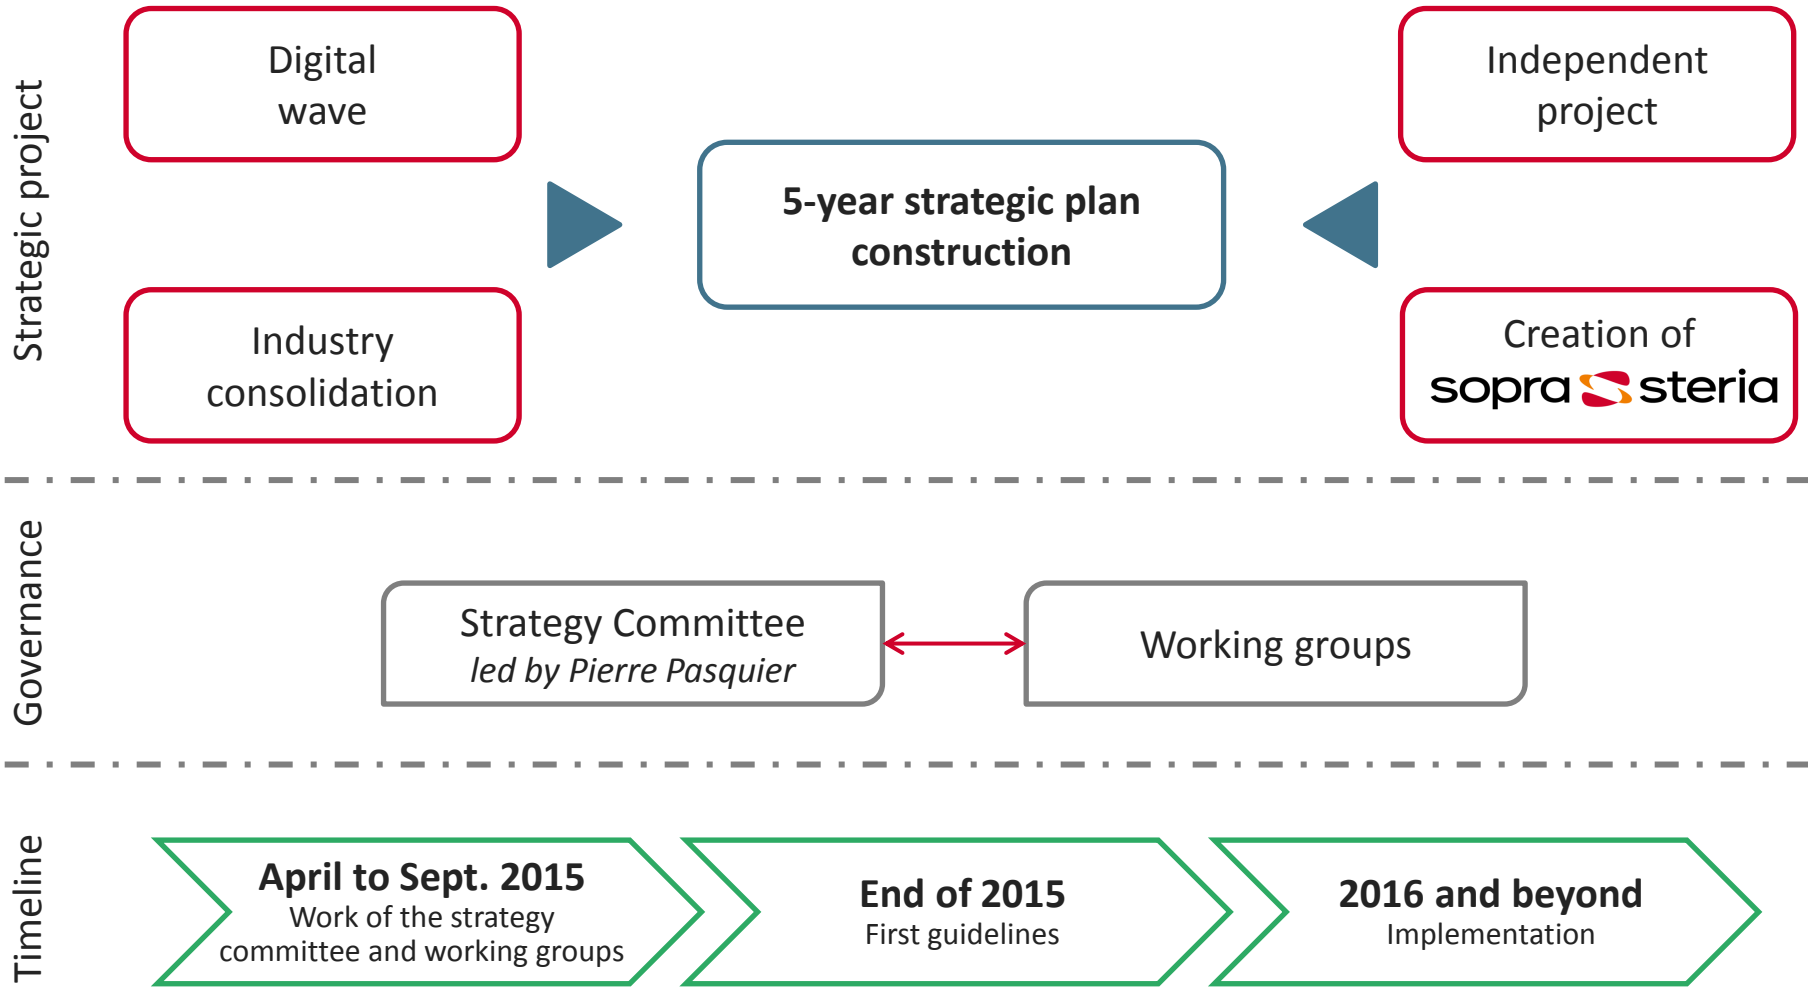 Strategic project
Digital
wave
Independent
project
5-year strategic plan
construction
Industry
consolidation
Creation of
sopra steria
Governance
Strategy Committee
led by Pierre Pasquier
Working groups
Timeline
April to Sept. 2015
Work of the strategy
committee and working groups
End of 2015
First guidelines
2016 and beyond
Implementation